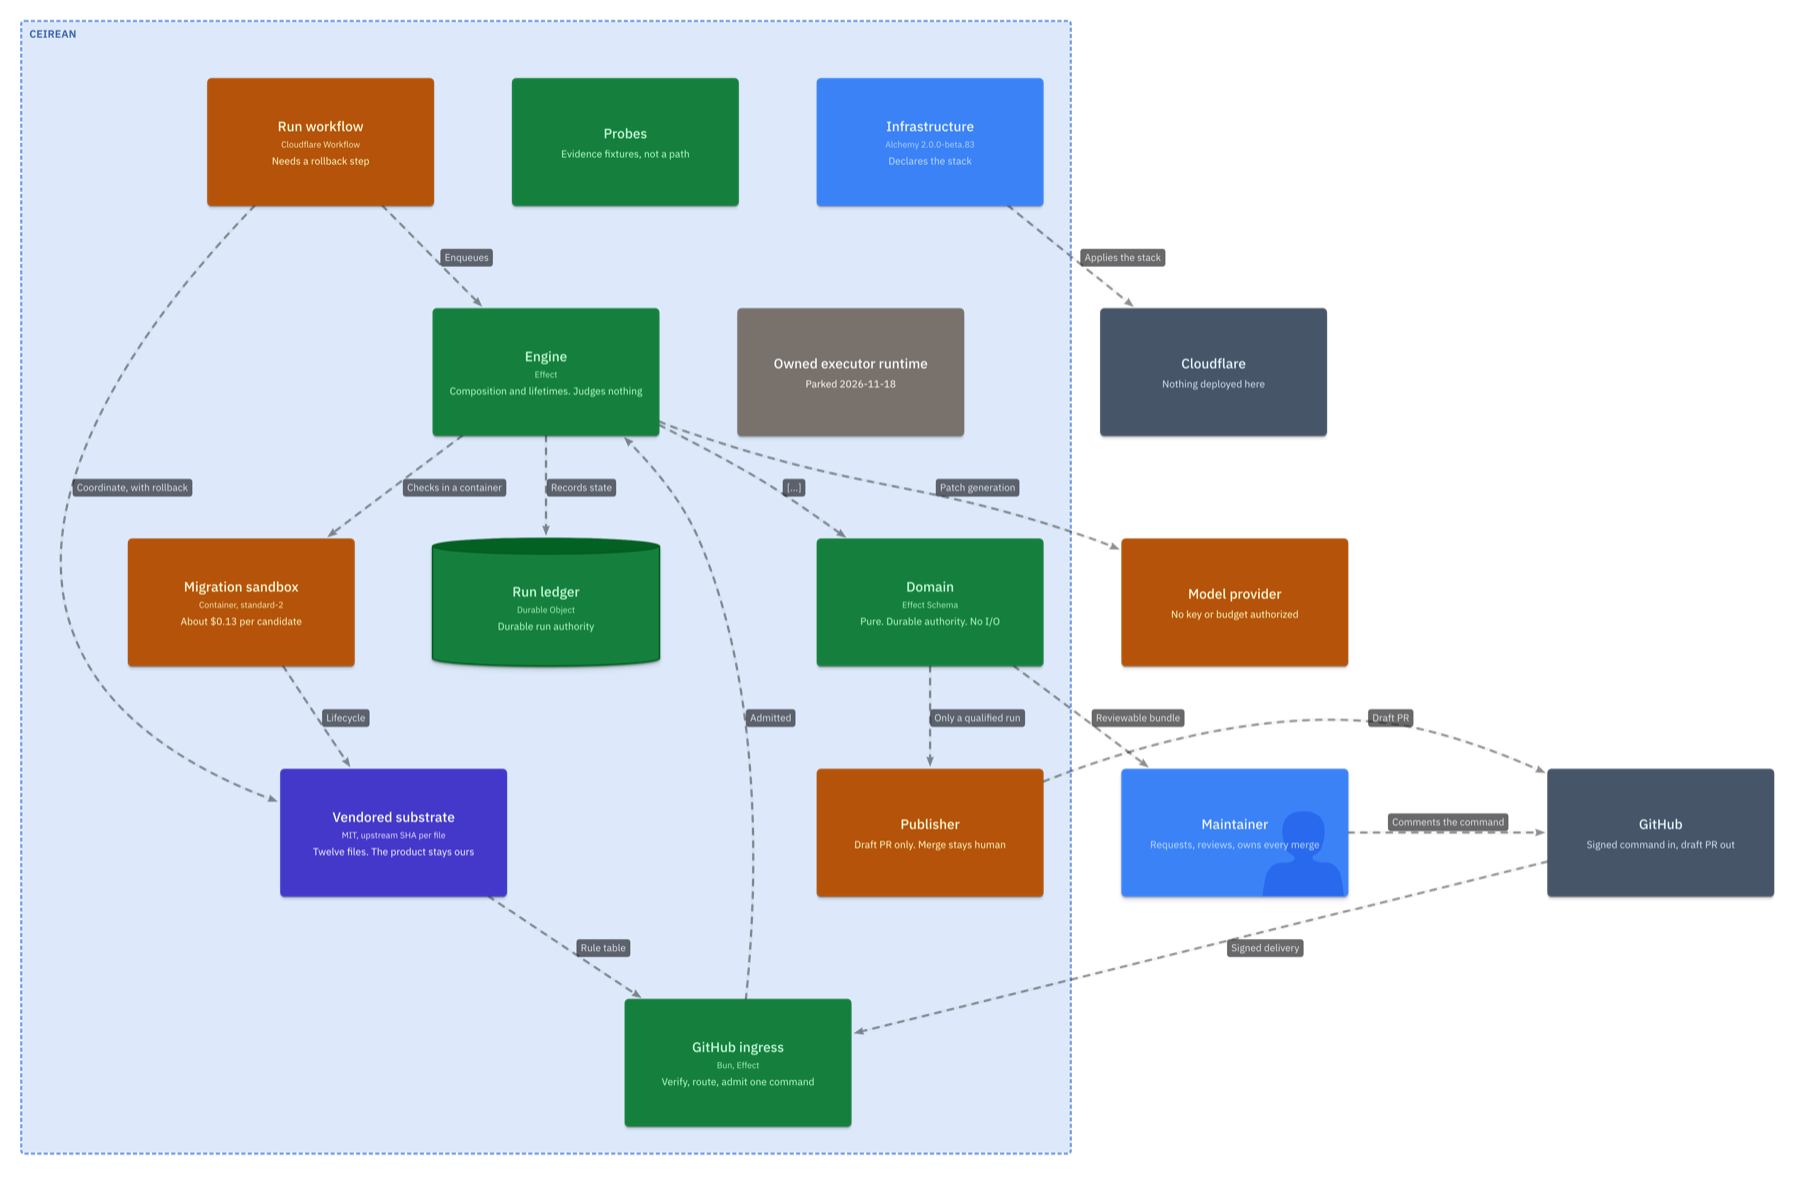 CEIREAN
Run workflow
Cloudflare Workflow
Needs a rollback step
Probes
Evidence fixtures, not a path
Infrastructure
Alchemy 2.0.0-beta.83
Declares the stack
Enqueues
Applies the stack
Engine
Effect
Composition and lifetimes. Judges nothing
Owned executor runtime
Parked 2026-11-18
Cloudflare
Nothing deployed here
Coordinate, with rollback
Checks in a container
Records state
[...]
Patch generation
Migration sandbox
Container, standard-2
About $0.13 per candidate
Run ledger
Durable Object
Durable run authority
Domain
Effect Schema
Pure. Durable authority. No I/O
Model provider
No key or budget authorized
Lifecycle
Admitted
Only a qualified run
Reviewable bundle
Draft PR
Vendored substrate
MIT, upstream SHA per file
Twelve files. The product stays ours
Publisher
Draft PR only. Merge stays human
Maintainer
Requests, reviews, owns every merge
Comments the command
GitHub
Signed command in, draft PR out
Rule table
Signed delivery
GitHub ingress
Bun, Effect
Verify, route, admit one command